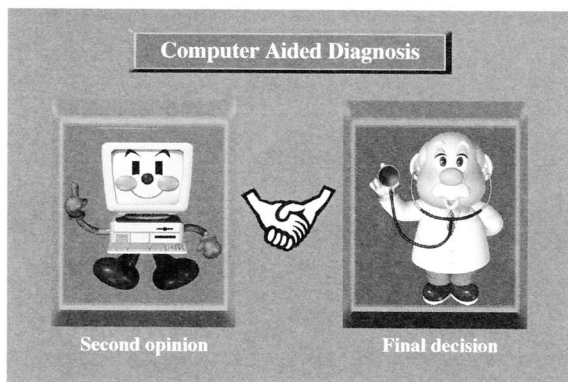 Computer Aided Diagnosis
Second opinion
Final decision